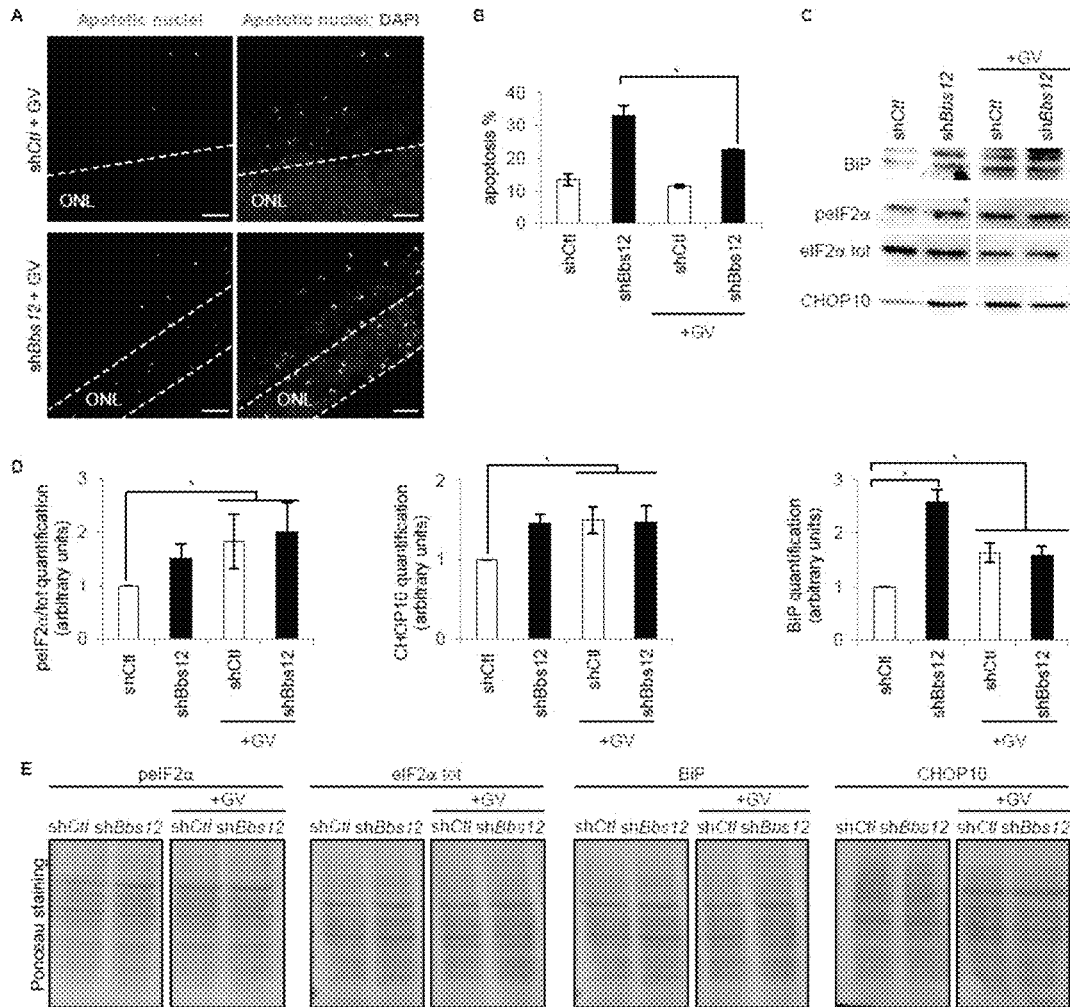 A
Apototic nuclei
Apototic nuclei; DAPI
shCtl + GV
ONL
shBbs12 + GV
ONL
ONL
B
apoptosis %
40
30
20
10
0
shCtl
shBbs12
shCtl
shBbs12
+GV
C
+GV
shCtl
shBbs12
shCtl
shBbs12
BiP
peIF2α
eIF2α tot
CHOP10
D
peIF2α/tot quantification
(arbitrary units)
3
2
1
0
shCtl
shBbs12
shCtl
shBbs12
+GV
CHOP10 quantification
(arbitrary units)
2
1
0
shCtl
shBbs12
shCtl
shBbs12
+GV
BiP quantification
(arbitrary units)
3
2
1
0
shCtl
shBbs12
shCtl
shBbs12
+GV
E
peIF2α
eIF2α tot
BiP
CHOP10
+GV
+GV
+GV
+GV
shCtl shBbs12
shCtl shBbs12
shCtl shBbs12
shCtl shBbs12
shCtl shBbs12
shCtl shBbs12
shCtl shBbs12
shCtl shBbs12
Ponceau staining